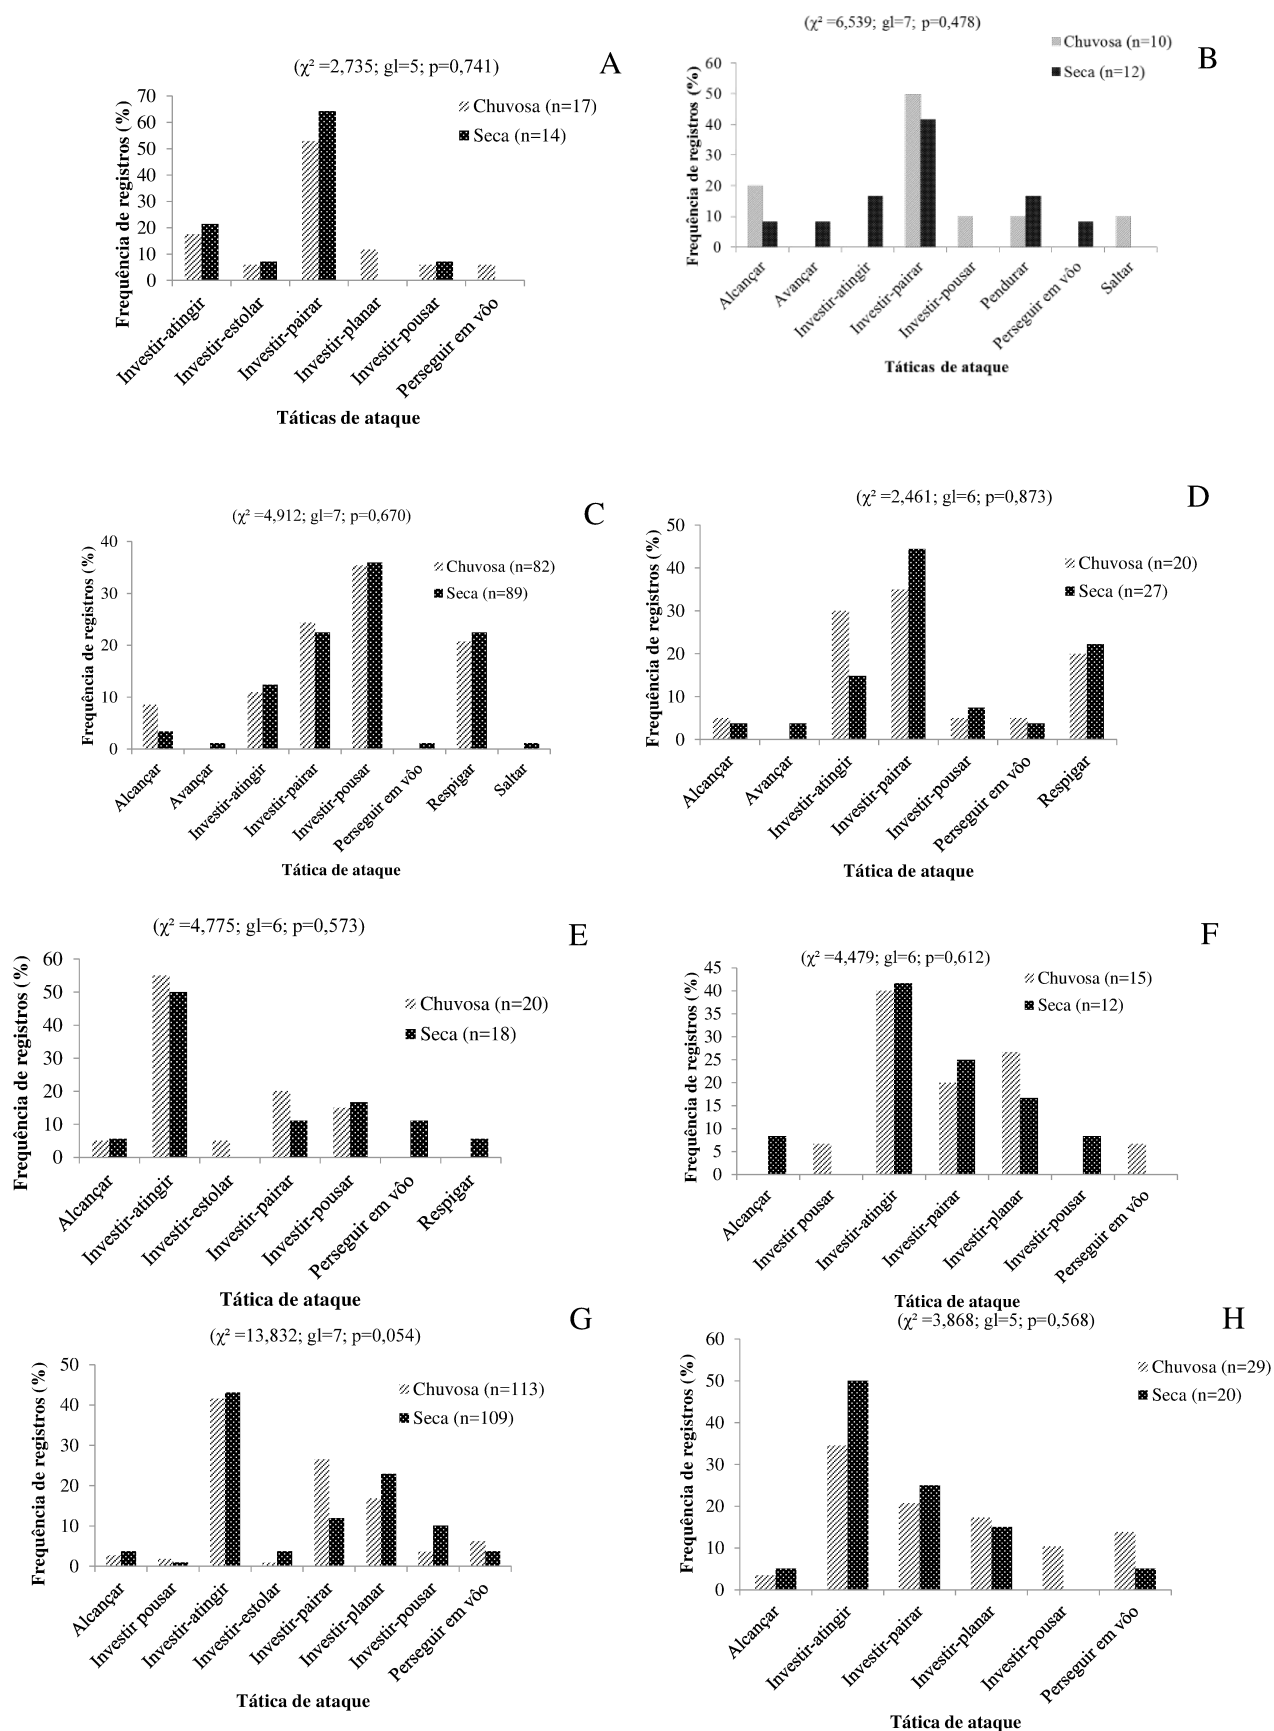 (χ² =2,735; gl=5; p=0,741)
A
Chuvosa (n=17)
Seca (n=14)
Frequência de registros (%)
70
60
50
40
30
20
10
0
Investir-atingir
Investir-estolar
Investir-pairar
Investir-planar
Investir-pousar
Perseguir em vôo
Táticas de ataque
(χ² =6,539; gl=7; p=0,478)
B
Chuvosa (n=10)
Seca (n=12)
Frequência de registros (%)
60
50
40
30
20
10
0
Alcançar
Avançar
Investir-atingir
Investir-pairar
Investir-pousar
Pendurar
Perseguir em vôo
Saltar
Táticas de ataque
(χ² =4,912; gl=7; p=0,670)
C
Chuvosa (n=82)
Seca (n=89)
Frequência de registros (%)
40
30
20
10
0
Alcançar
Avançar
Investir-atingir
Investir-pairar
Investir-pousar
Perseguir em vôo
Respigar
Saltar
Tática de ataque
(χ² =2,461; gl=6; p=0,873)
D
Chuvosa (n=20)
Seca (n=27)
Frequência de registros (%)
50
40
30
20
10
0
Alcançar
Avançar
Investir-atingir
Investir-pairar
Investir-pousar
Perseguir em vôo
Respigar
Tática de ataque
(χ² =4,775; gl=6; p=0,573)
E
Chuvosa (n=20)
Seca (n=18)
Frequência de registros (%)
60
50
40
30
20
10
0
Alcançar
Investir-atingir
Investir-estolar
Investir-pairar
Investir-pousar
Perseguir em vôo
Respigar
Tática de ataque
(χ² =4,479; gl=6; p=0,612)
F
Chuvosa (n=15)
Seca (n=12)
Frequência de registros (%)
45
40
35
30
25
20
15
10
5
0
Alcançar
Investir pousar
Investir-atingir
Investir-pairar
Investir-planar
Investir-pousar
Perseguir em vôo
Tática de ataque
(χ² =13,832; gl=7; p=0,054)
G
Chuvosa (n=113)
Seca (n=109)
Frequência de registros (%)
50
40
30
20
10
0
Alcançar
Investir pousar
Investir-atingir
Investir-estolar
Investir-pairar
Investir-planar
Investir-pousar
Perseguir em vôo
Tática de ataque
(χ² =3,868; gl=5; p=0,568)
H
Chuvosa (n=29)
Seca (n=20)
Frequência de registros (%)
60
50
40
30
20
10
0
Alcançar
Investir-atingir
Investir-pairar
Investir-planar
Investir-pousar
Perseguir em vôo
Tática de ataque